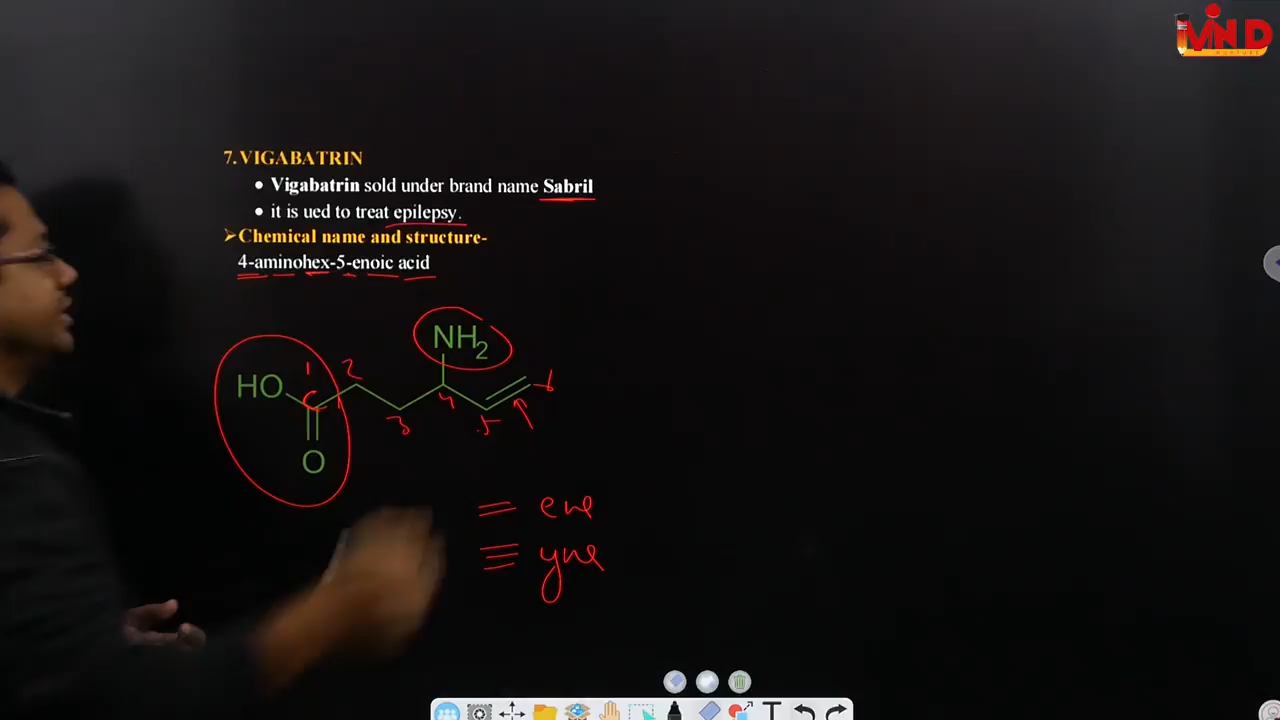 MIND
7. VIGABATRIN
• Vigabatrin sold under brand name Sabril
• it is ued to treat epilepsy.
➢Chemical name and structure-
4-aminohex-5-enoic acid
NH2
HO C 1 2 3 4 5 6
O
= ene
≡ yne
T